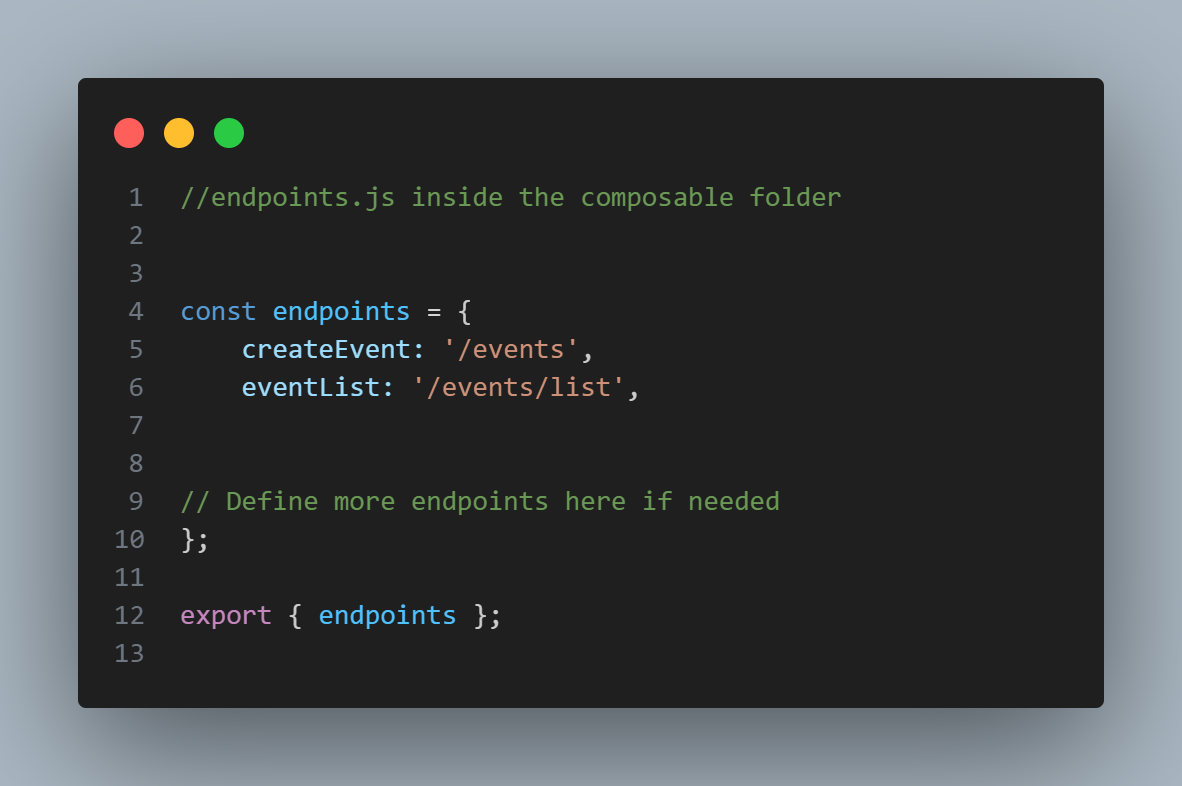 1 //endpoints.js inside the composable folder
2
3
4 const endpoints = {
5     createEvent: '/events',
6     eventList: '/events/list',
7
8
9 // Define more endpoints here if needed
10 };
11
12 export { endpoints };
13